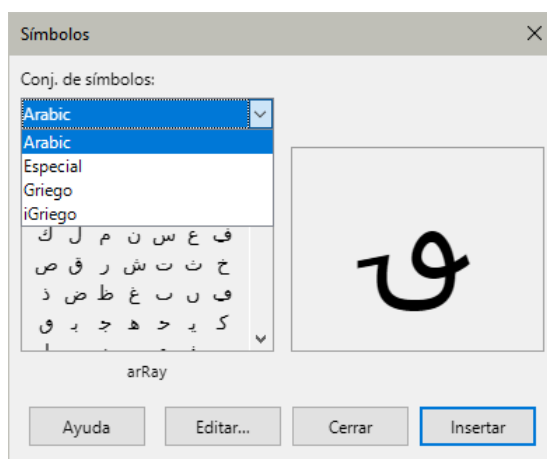 Símbolos
Conj. de símbolos:
Arabic
Arabic
Especial
Griego
iGriego
ك ل م ن س ع ف
ص ق ر ش ت ث خ
ذ ض ظ غ ٮ ں ڡ
ٯ ﺑ ﺟ ﻫ ﺣ ﻳ ﻛ
ٯ
arRay
Ayuda
Editar...
Cerrar
Insertar